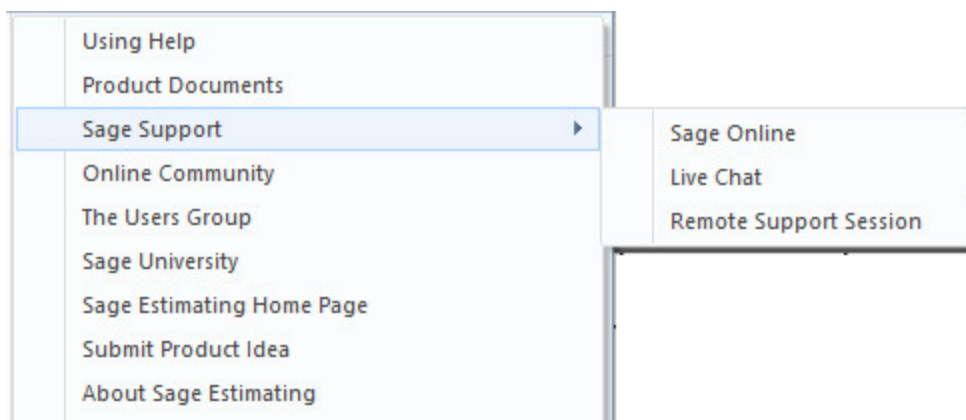 Using Help
Product Documents
Sage Support
Online Community
The Users Group
Sage University
Sage Estimating Home Page
Submit Product Idea
About Sage Estimating
Sage Online
Live Chat
Remote Support Session